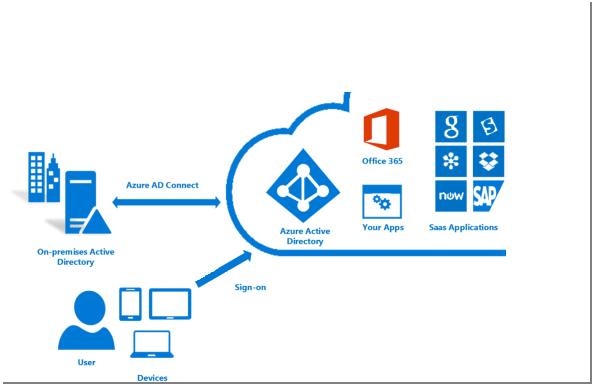 Office 365
g
now
SAP
Azure AD Connect
Azure Active
Directory
Your Apps
Saas Applications
On-premises Active
Directory
Sign-on
User
Devices